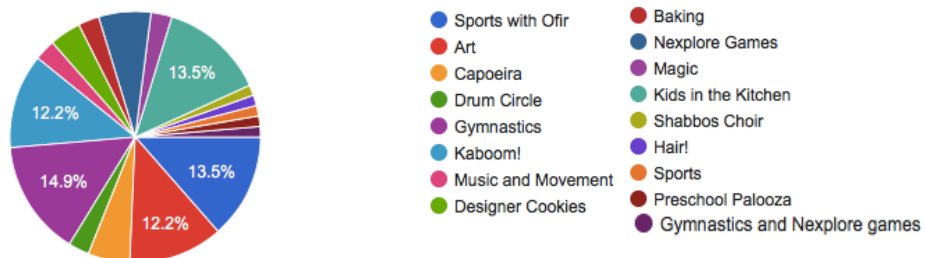 13.5%
12.2%
14.9%
12.2%
13.5%
Sports with Ofir
Art
Capoeira
Drum Circle
Gymnastics
Kaboom!
Music and Movement
Designer Cookies
Baking
Nexplore Games
Magic
Kids in the Kitchen
Shabbos Choir
Hair!
Sports
Preschool Palooza
Gymnastics and Nexplore games